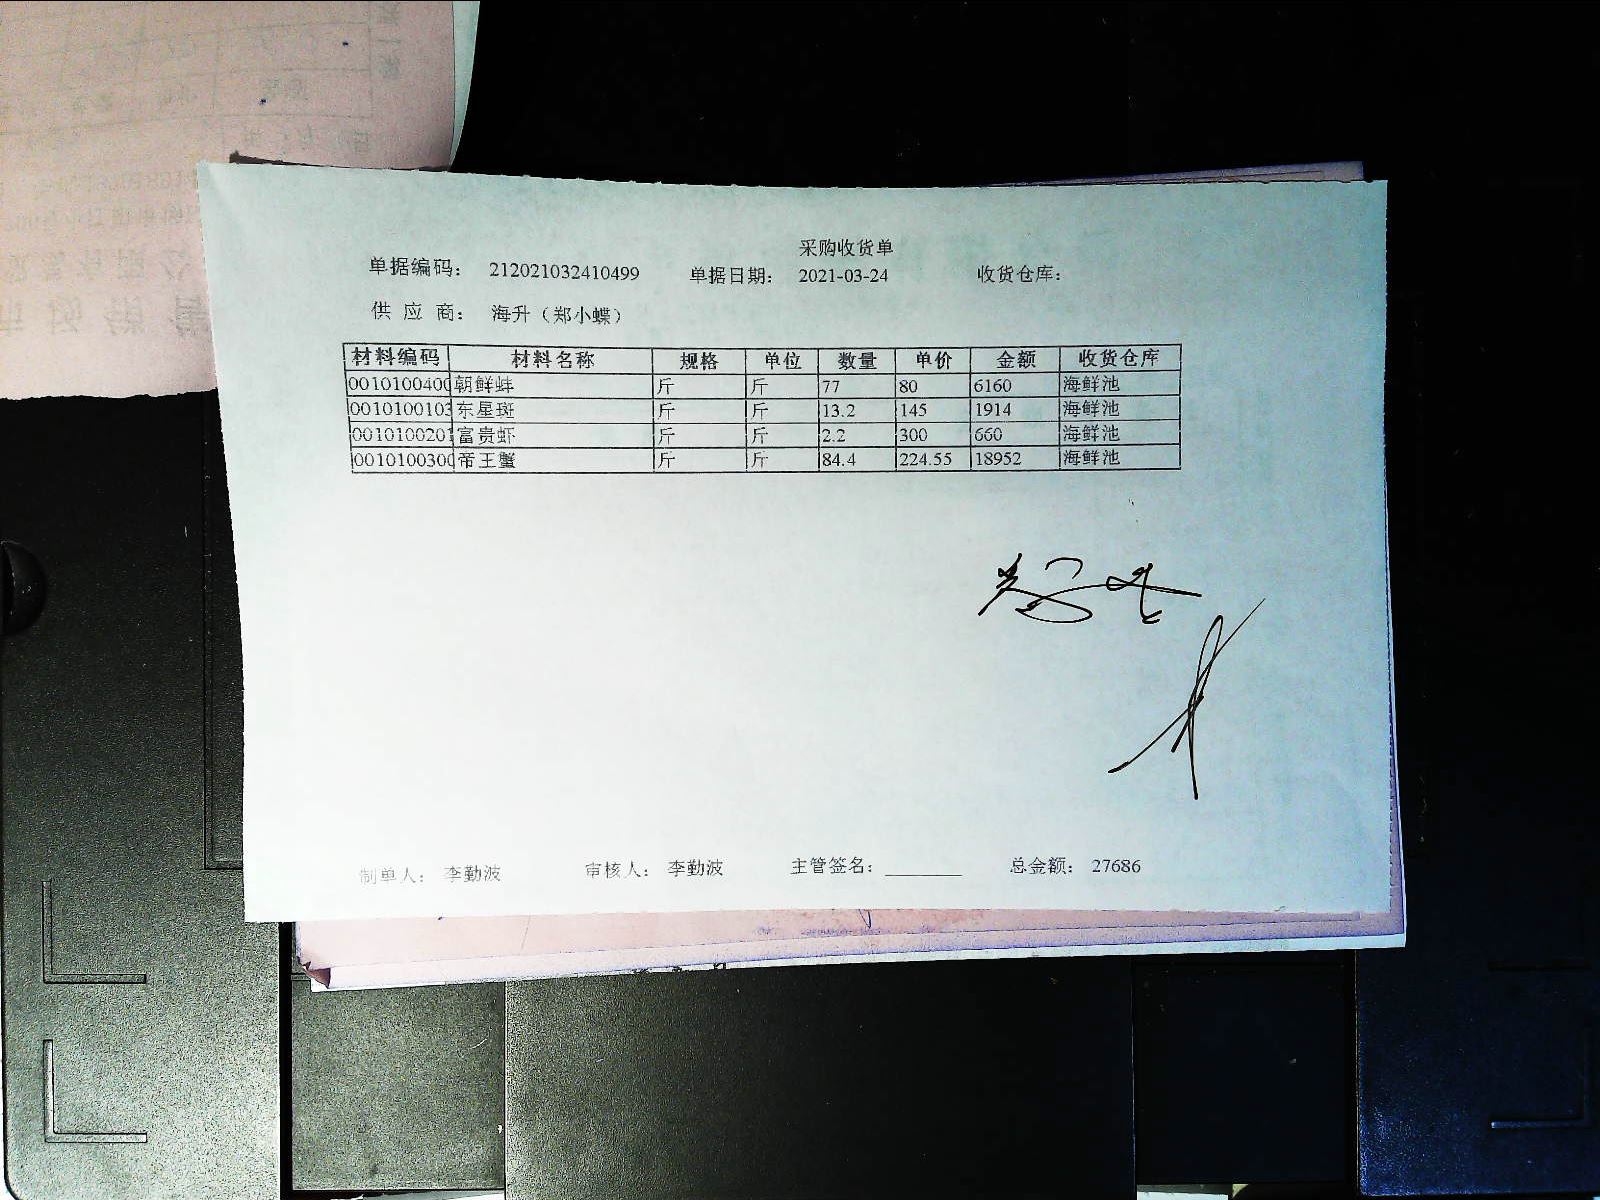 采购收货单
单据编码： 212021032410499 单据日期： 2021-03-24 收货仓库：
供 应 商： 海升（郑小蝶）
材料编码 材料名称 规格 单位 数量 单价 金额 收货仓库
0010100400 朝鲜蚌 斤 斤 77 80 6160 海鲜池
0010100103 东星斑 斤 斤 13.2 145 1914 海鲜池
001010020 富贵虾 斤 斤 2.2 300 660 海鲜池
0010100300 帝王蟹 斤 斤 84.4 224.55 18952 海鲜池
制单人： 李勤波 审核人： 李勤波 主管签名： 总金额： 27686